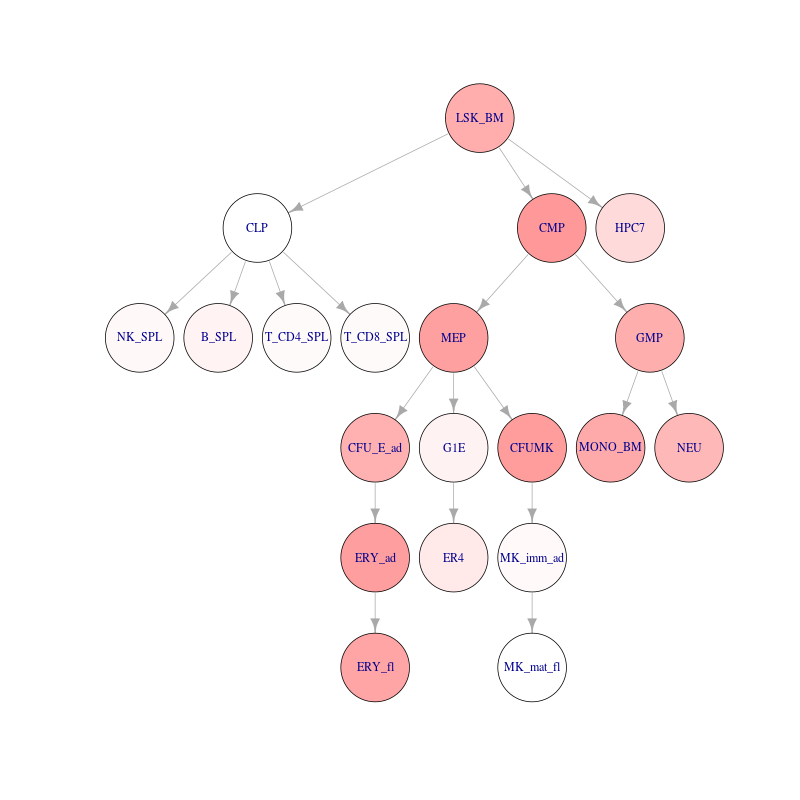 LSK_BM
CLP
CMP
HPC7
NK_SPL
B_SPL
T_CD4_SPL
T_CD8_SPL
MEP
GMP
CFU_E_ad
G1E
CFUMK
MONO_BM
NEU
ERY_ad
ER4
MK_imm_ad
ERY_fl
MK_mat_fl